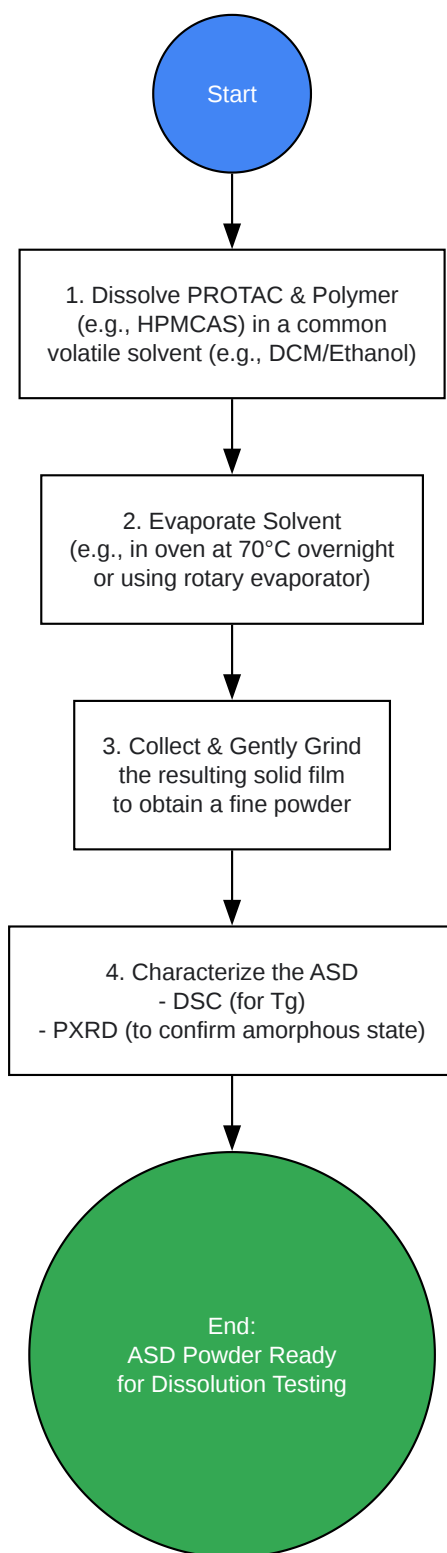 Start
1. Dissolve PROTAC & Polymer
(e.g., HPMCAS) in a common
volatile solvent (e.g., DCM/Ethanol)
2. Evaporate Solvent
(e.g., in oven at 70°C overnight
or using rotary evaporator)
3. Collect & Gently Grind
the resulting solid film
to obtain a fine powder
4. Characterize the ASD
- DSC (for Tg)
- PXRD (to confirm amorphous state)
End:
ASD Powder Ready
for Dissolution Testing